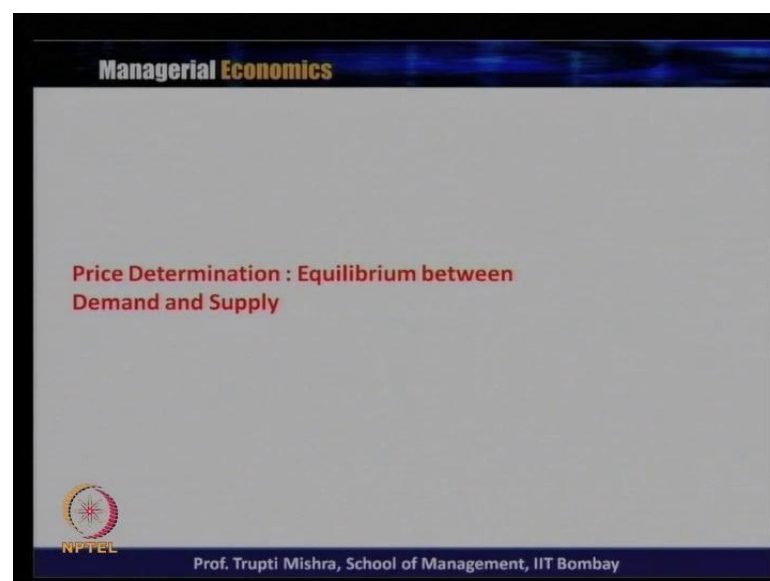 Managerial Economics
Price Determination : Equilibrium between
Demand and Supply
NPTEL
Prof. Trupti Mishra, School of Management, IIT Bombay